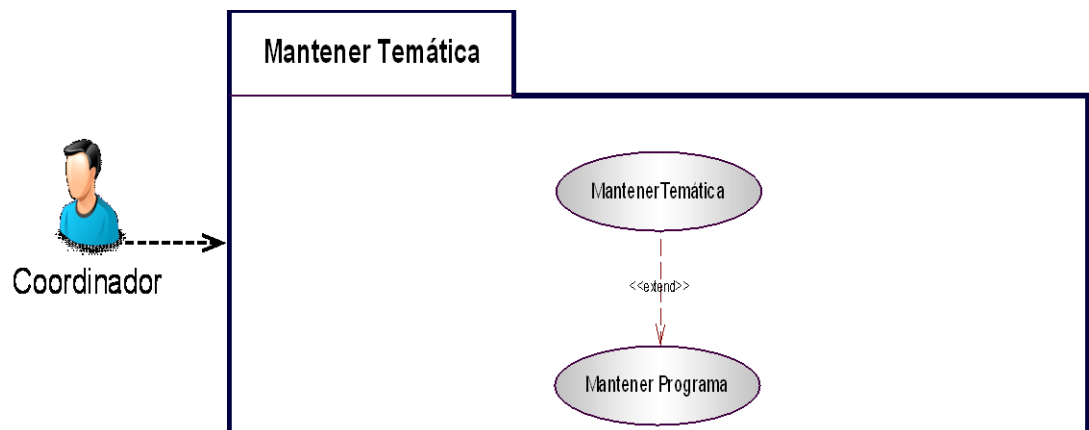 Mantener Temática
MantenerTemática
<<extend>>
Coordinador
Mantener Programa